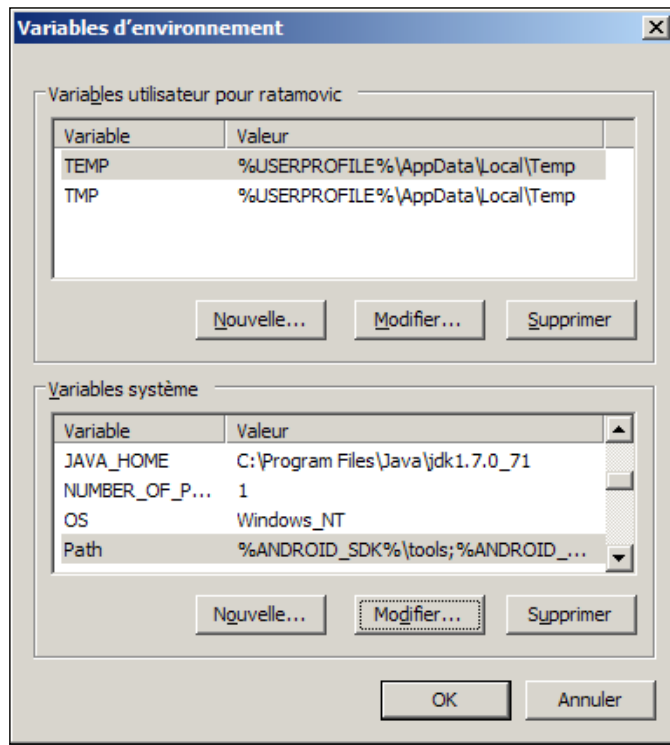 Variables d'environnement
Variables utilisateur pour ratamovic
Variable Valeur
TEMP %USERPROFILE%\AppData\Local\Temp
TMP %USERPROFILE%\AppData\Local\Temp
Nouvelle... Modifier... Supprimer
Variables système
Variable Valeur
JAVA_HOME C:\Program Files\Java\jdk1.7.0_71
NUMBER_OF_P... 1
OS Windows_NT
Path %ANDROID_SDK%\tools;%ANDROID_...
Nouvelle... Modifier... Supprimer
OK Annuler